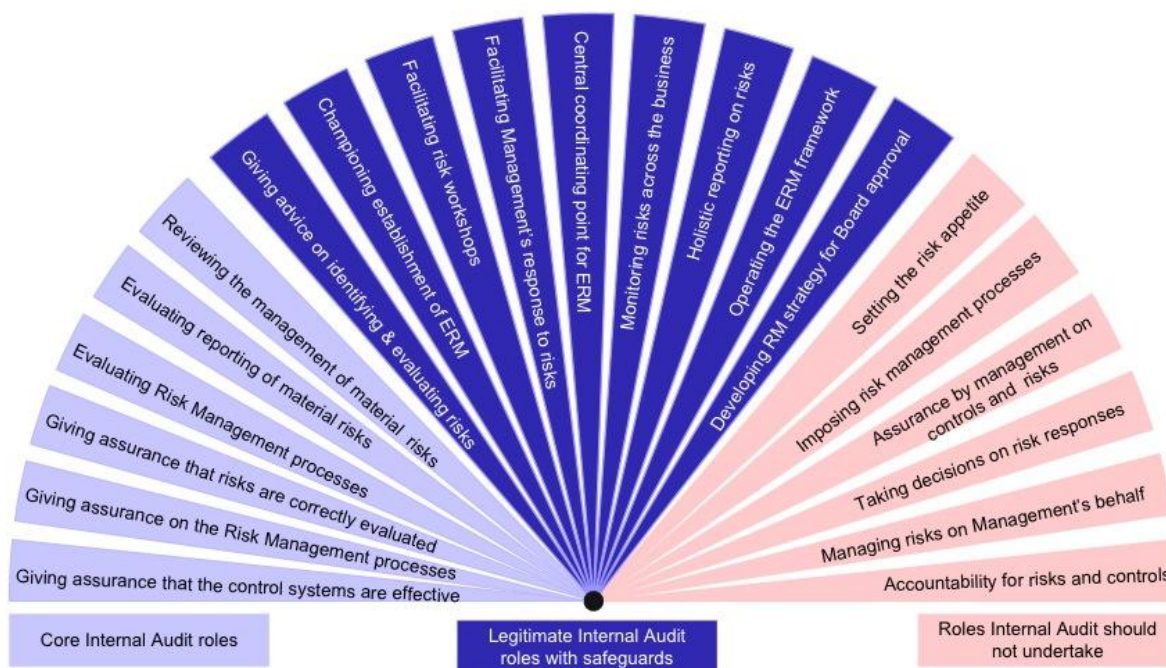 Giving assurance that the control systems are effective
Giving assurance on the Risk Management processes
Giving assurance that risks are correctly evaluated
Evaluating Risk Management processes
Evaluating reporting of material risks
Reviewing the management of material risks
Giving advice on identifying & evaluating risks
Championing establishment of ERM
Facilitating risk workshops
Facilitating Management's response to risks
Central coordinating point for ERM
Monitoring risks across the business
Holistic reporting on risks
Operating the ERM framework
Developing RM strategy for Board approval
Setting the risk appetite
Imposing risk management processes
Assurance by management on
controls and risks
Taking decisions on risk responses
Managing risks on Management's behalf
Accountability for risks and controls
Core Internal Audit roles
Legitimate Internal Audit
roles with safeguards
Roles Internal Audit should
not undertake